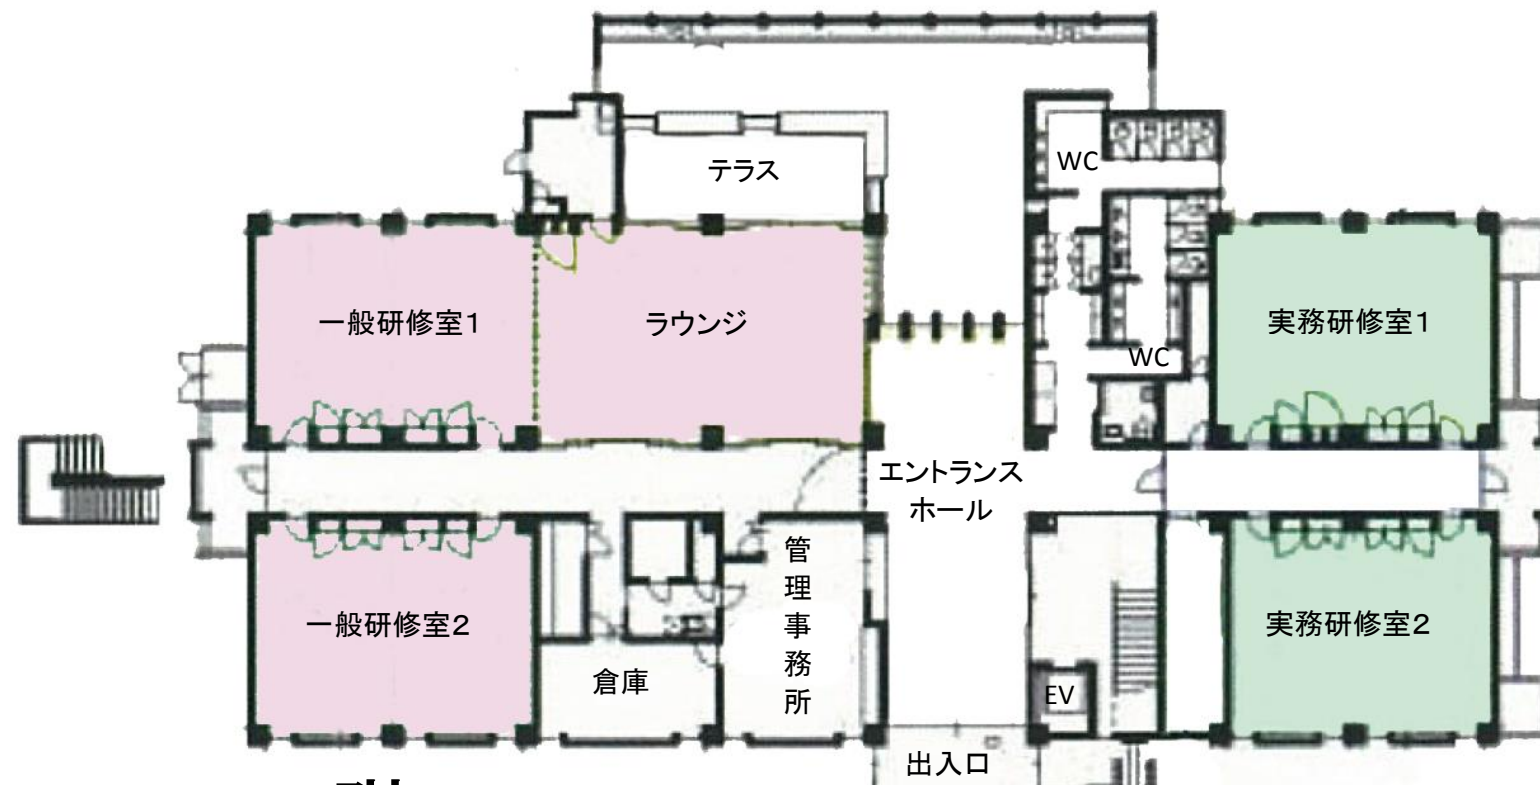 テラス
WC
一般研修室1
ラウンジ
WC
実務研修室1
エントランス
ホール
管理事務所
一般研修室2
倉庫
実務研修室2
EV
出入口